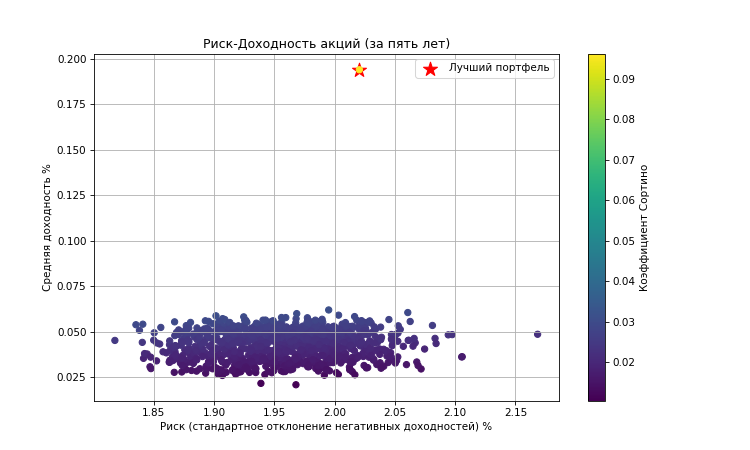 Риск-Доходность акций (за пять лет)
Лучший портфель
Средняя доходность %
0.200
0.175
0.150
0.125
0.100
0.075
0.050
0.025
1.85 1.90 1.95 2.00 2.05 2.10 2.15
Риск (стандартное отклонение негативных доходностей) %
0.09
0.08
0.07
0.06
0.05
0.04
0.03
0.02
Коэффициент Сортино